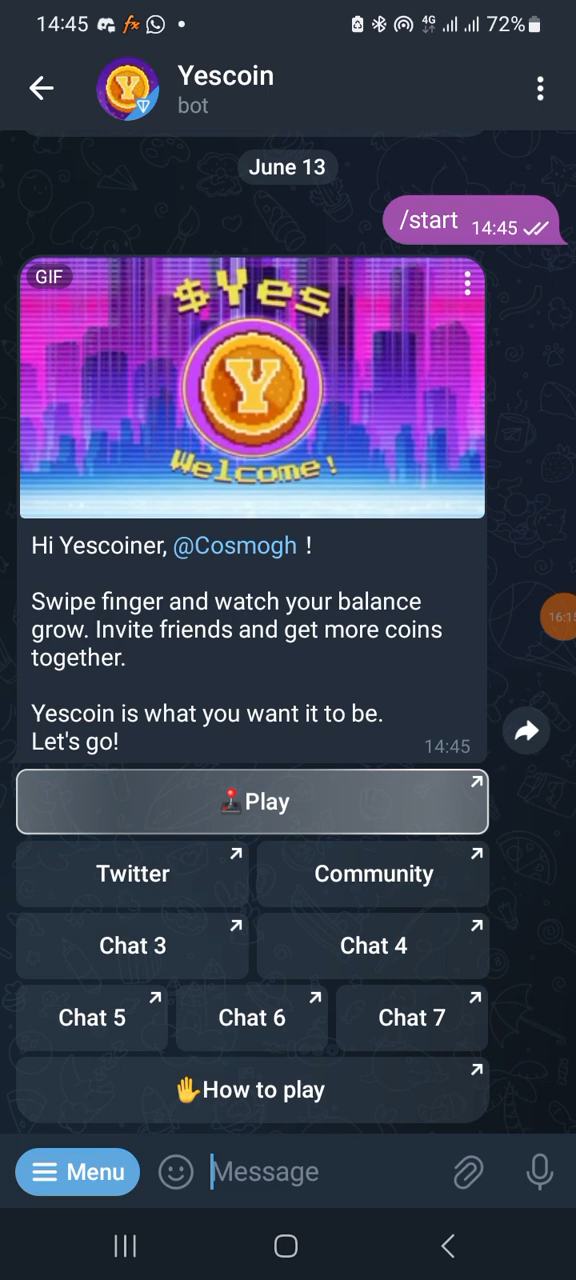 14:45
4G
72%
Yescoin
bot
June 13
/start 14:45
GIF
$Yes
Y
Welcome!
Hi Yescoiner, @Cosmogh !
Swipe finger and watch your balance
grow. Invite friends and get more coins
together.
Yescoin is what you want it to be.
Let's go!
14:45
Play
Twitter
Community
Chat 3
Chat 4
Chat 5
Chat 6
Chat 7
How to play
Menu
Message